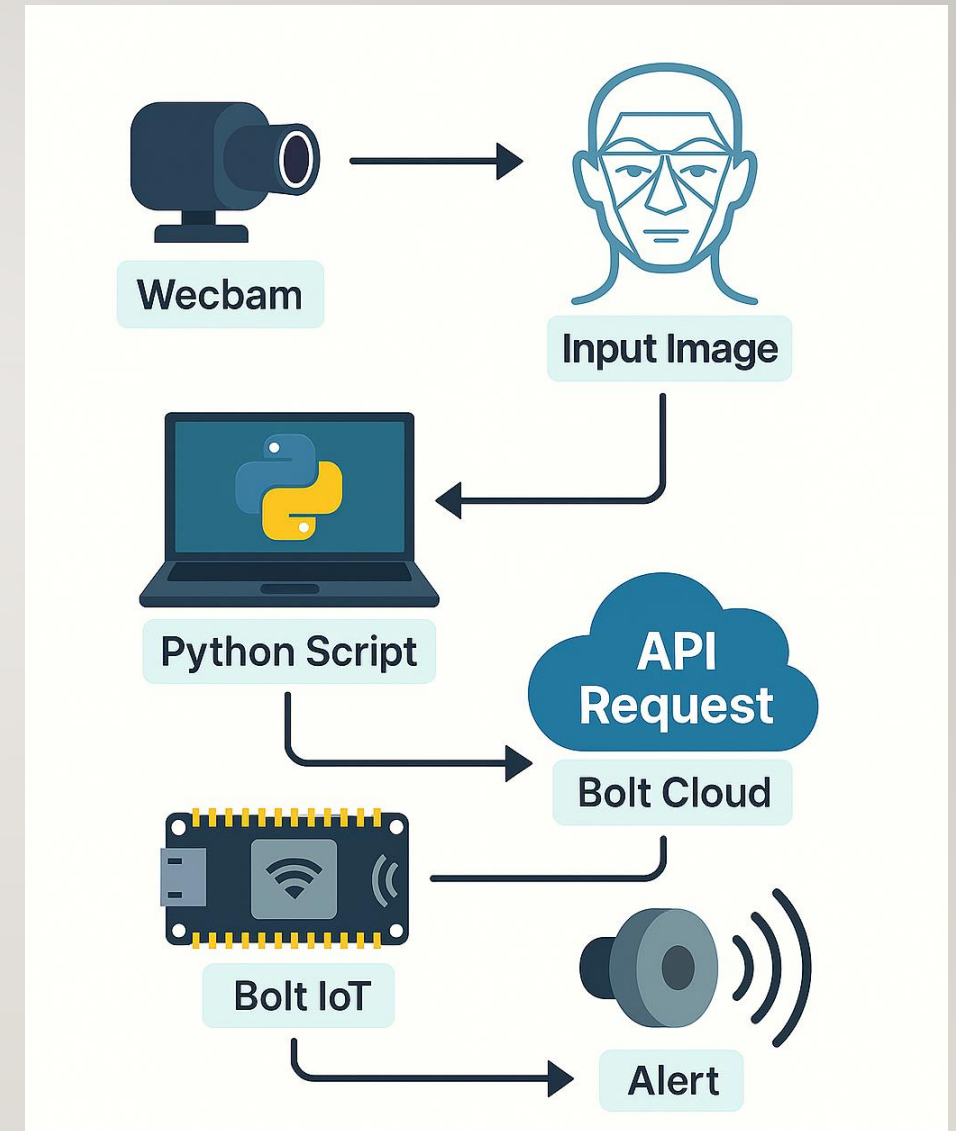 Wecbam
Input Image
Python Script
API
Request
Bolt Cloud
Bolt IoT
Alert